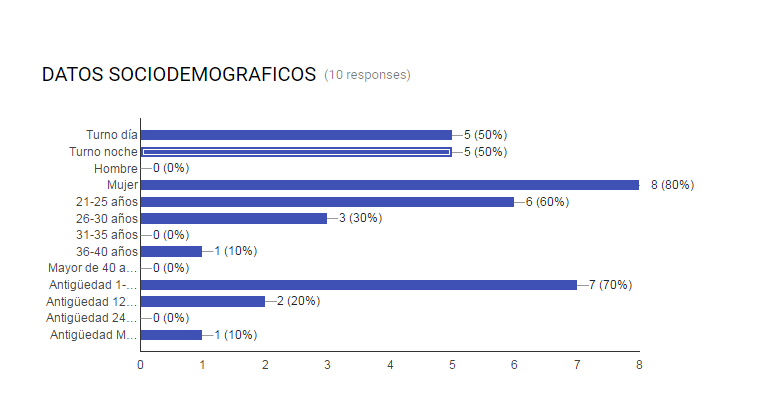 DATOS SOCIODEMOGRAFICOS (10 responses)
Turno día 5 (50%)
Turno noche 5 (50%)
Hombre 0 (0%)
Mujer 8 (80%)
21-25 años 6 (60%)
26-30 años 3 (30%)
31-35 años 0 (0%)
36-40 años 1 (10%)
Mayor de 40 a… 0 (0%)
Antigüedad 1-… 7 (70%)
Antigüedad 12… 2 (20%)
Antigüedad 24… 0 (0%)
Antigüedad M… 1 (10%)
0 1 2 3 4 5 6 7 8